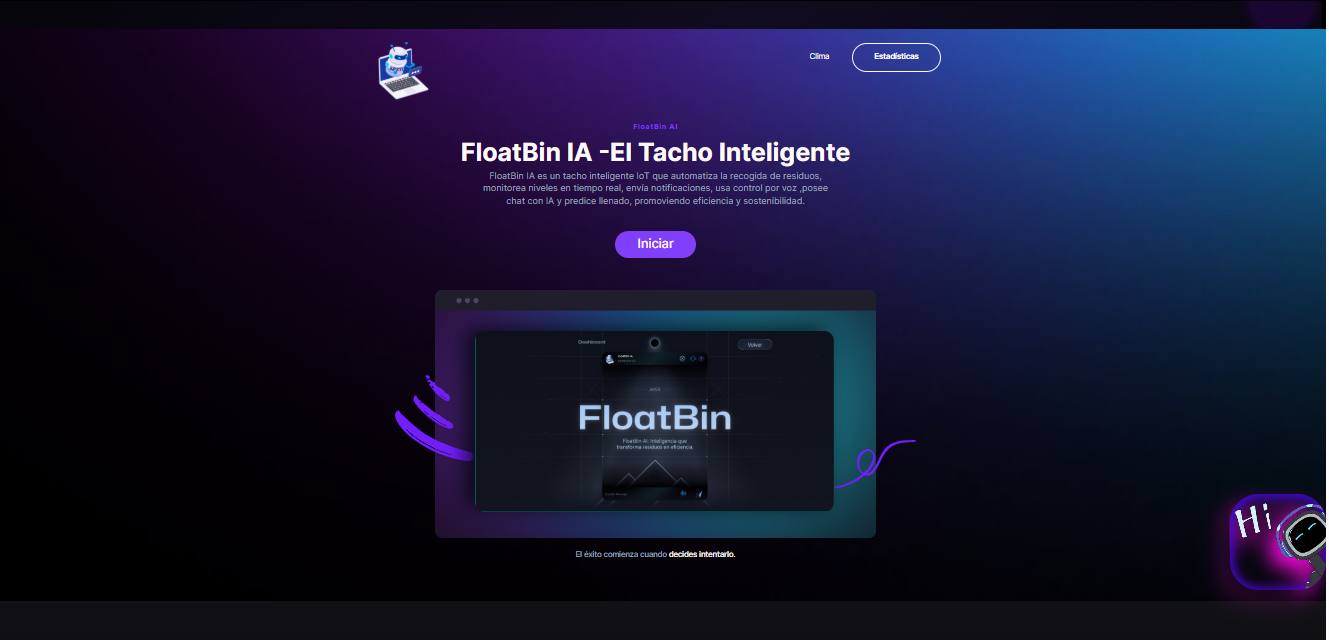 Clima
Estadísticas
FloatBin AI
FloatBin IA -El Tacho Inteligente
FloatBin IA es un tacho inteligente IoT que automatiza la recogida de residuos,
monitorea niveles en tiempo real, envía notificaciones, usa control por voz ,posee
chat con IA y predice llenado, promoviendo eficiencia y sostenibilidad.
Iniciar
Dashboard
Volver
FloatBin
FloatBin AI: Inteligencia que
transforma residuos en eficiencia.
Hi
El éxito comienza cuando decides intentarlo.